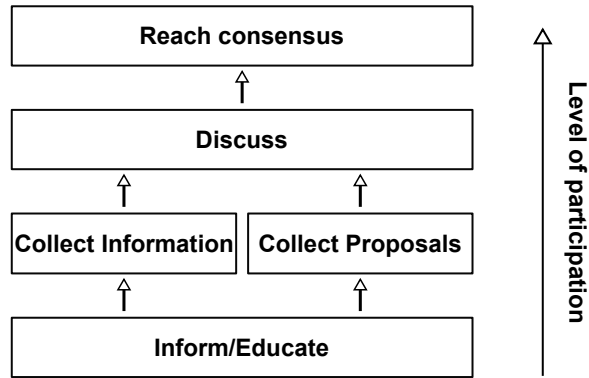 Reach consensus
Discuss
Collect Information
Collect Proposals
Inform/Educate
Level of participation